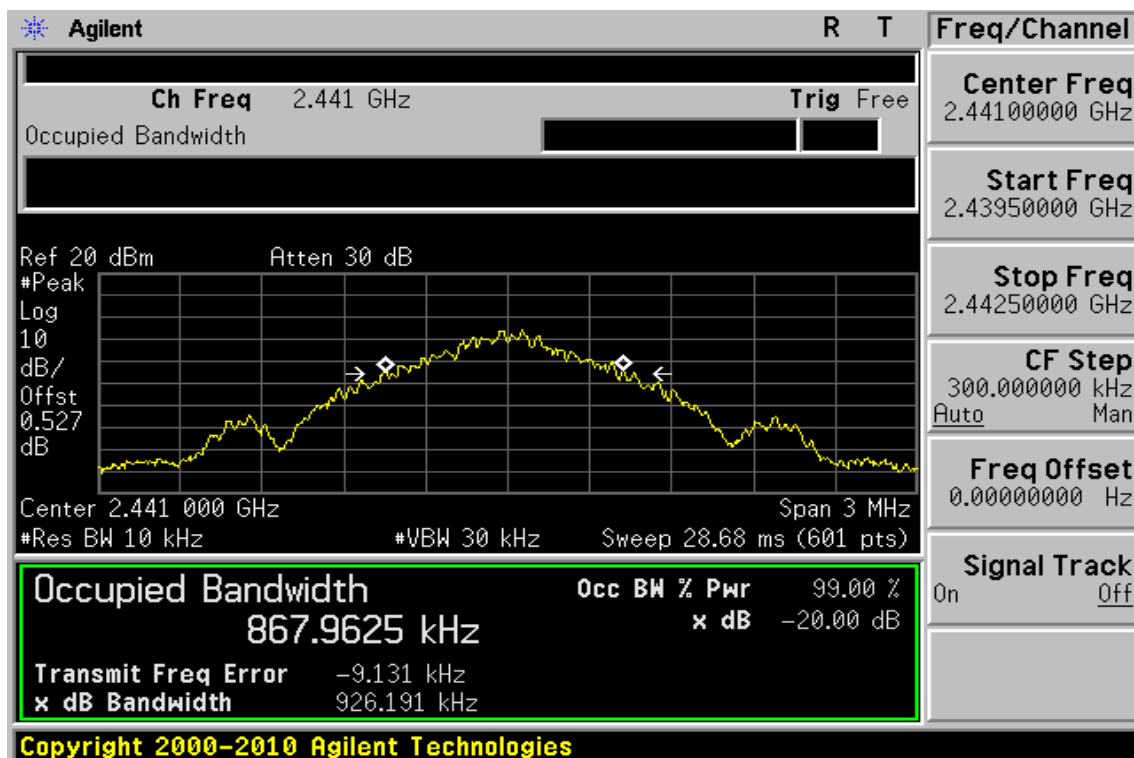 Agilent R T
Ch Freq 2.441 GHz Trig Free
Occupied Bandwidth
Ref 20 dBm Atten 30 dB
#Peak
Log
10
dB/
Offst
0.527
dB
Center 2.441 000 GHz Span 3 MHz
#Res BW 10 kHz #VBW 30 kHz Sweep 28.68 ms (601 pts)
Occupied Bandwidth
867.9625 kHz
Occ BW % Pwr 99.00 %
x dB -20.00 dB
Transmit Freq Error -9.131 kHz
x dB Bandwidth 926.191 kHz
Copyright 2000-2010 Agilent Technologies
Freq/Channel
Center Freq
2.44100000 GHz
Start Freq
2.43950000 GHz
Stop Freq
2.44250000 GHz
CF Step
300.000000 kHz
Auto Man
Freq Offset
0.00000000 Hz
Signal Track
On Off